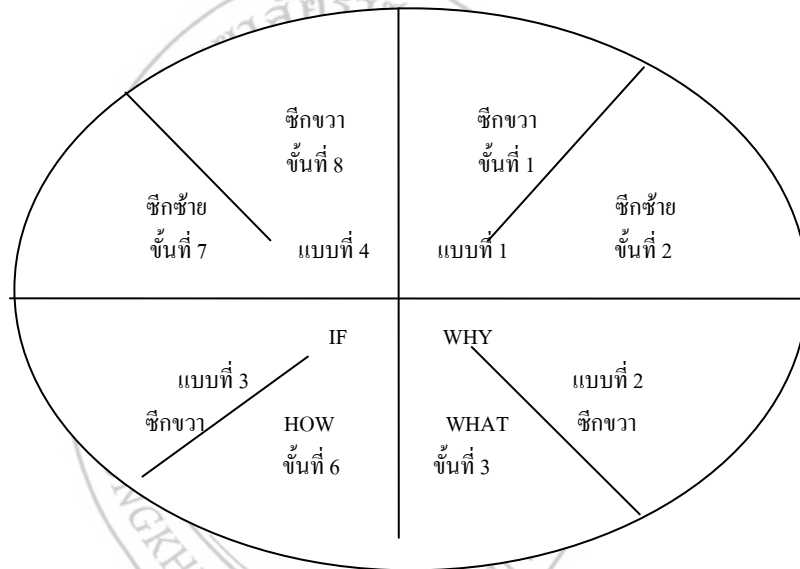 ซีกขวา
ขั้นที่ 8
ซีกขวา
ขั้นที่ 1
ซีกซ้าย
ขั้นที่ 7
แบบที่ 4
แบบที่ 1
ซีกซ้าย
ขั้นที่ 2
IF
WHY
แบบที่ 3
ซีกขวา
HOW
ขั้นที่ 6
WHAT
ขั้นที่ 3
แบบที่ 2
ซีกขวา